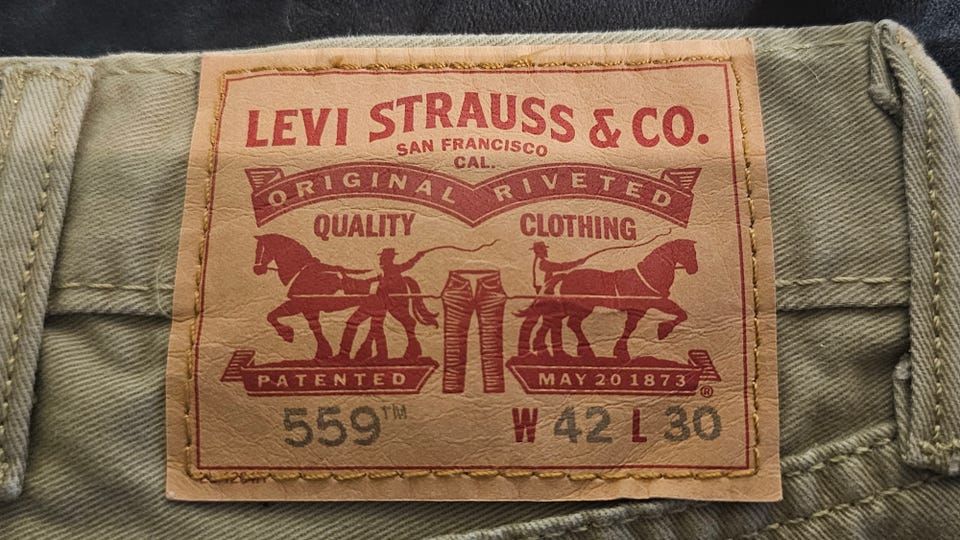 LEVI STRAUSS & CO.
SAN FRANCISCO
CAL.
ORIGINAL RIVETED
QUALITY CLOTHING
PATENTED MAY 20 1873 ®
559™ W 42 L 30